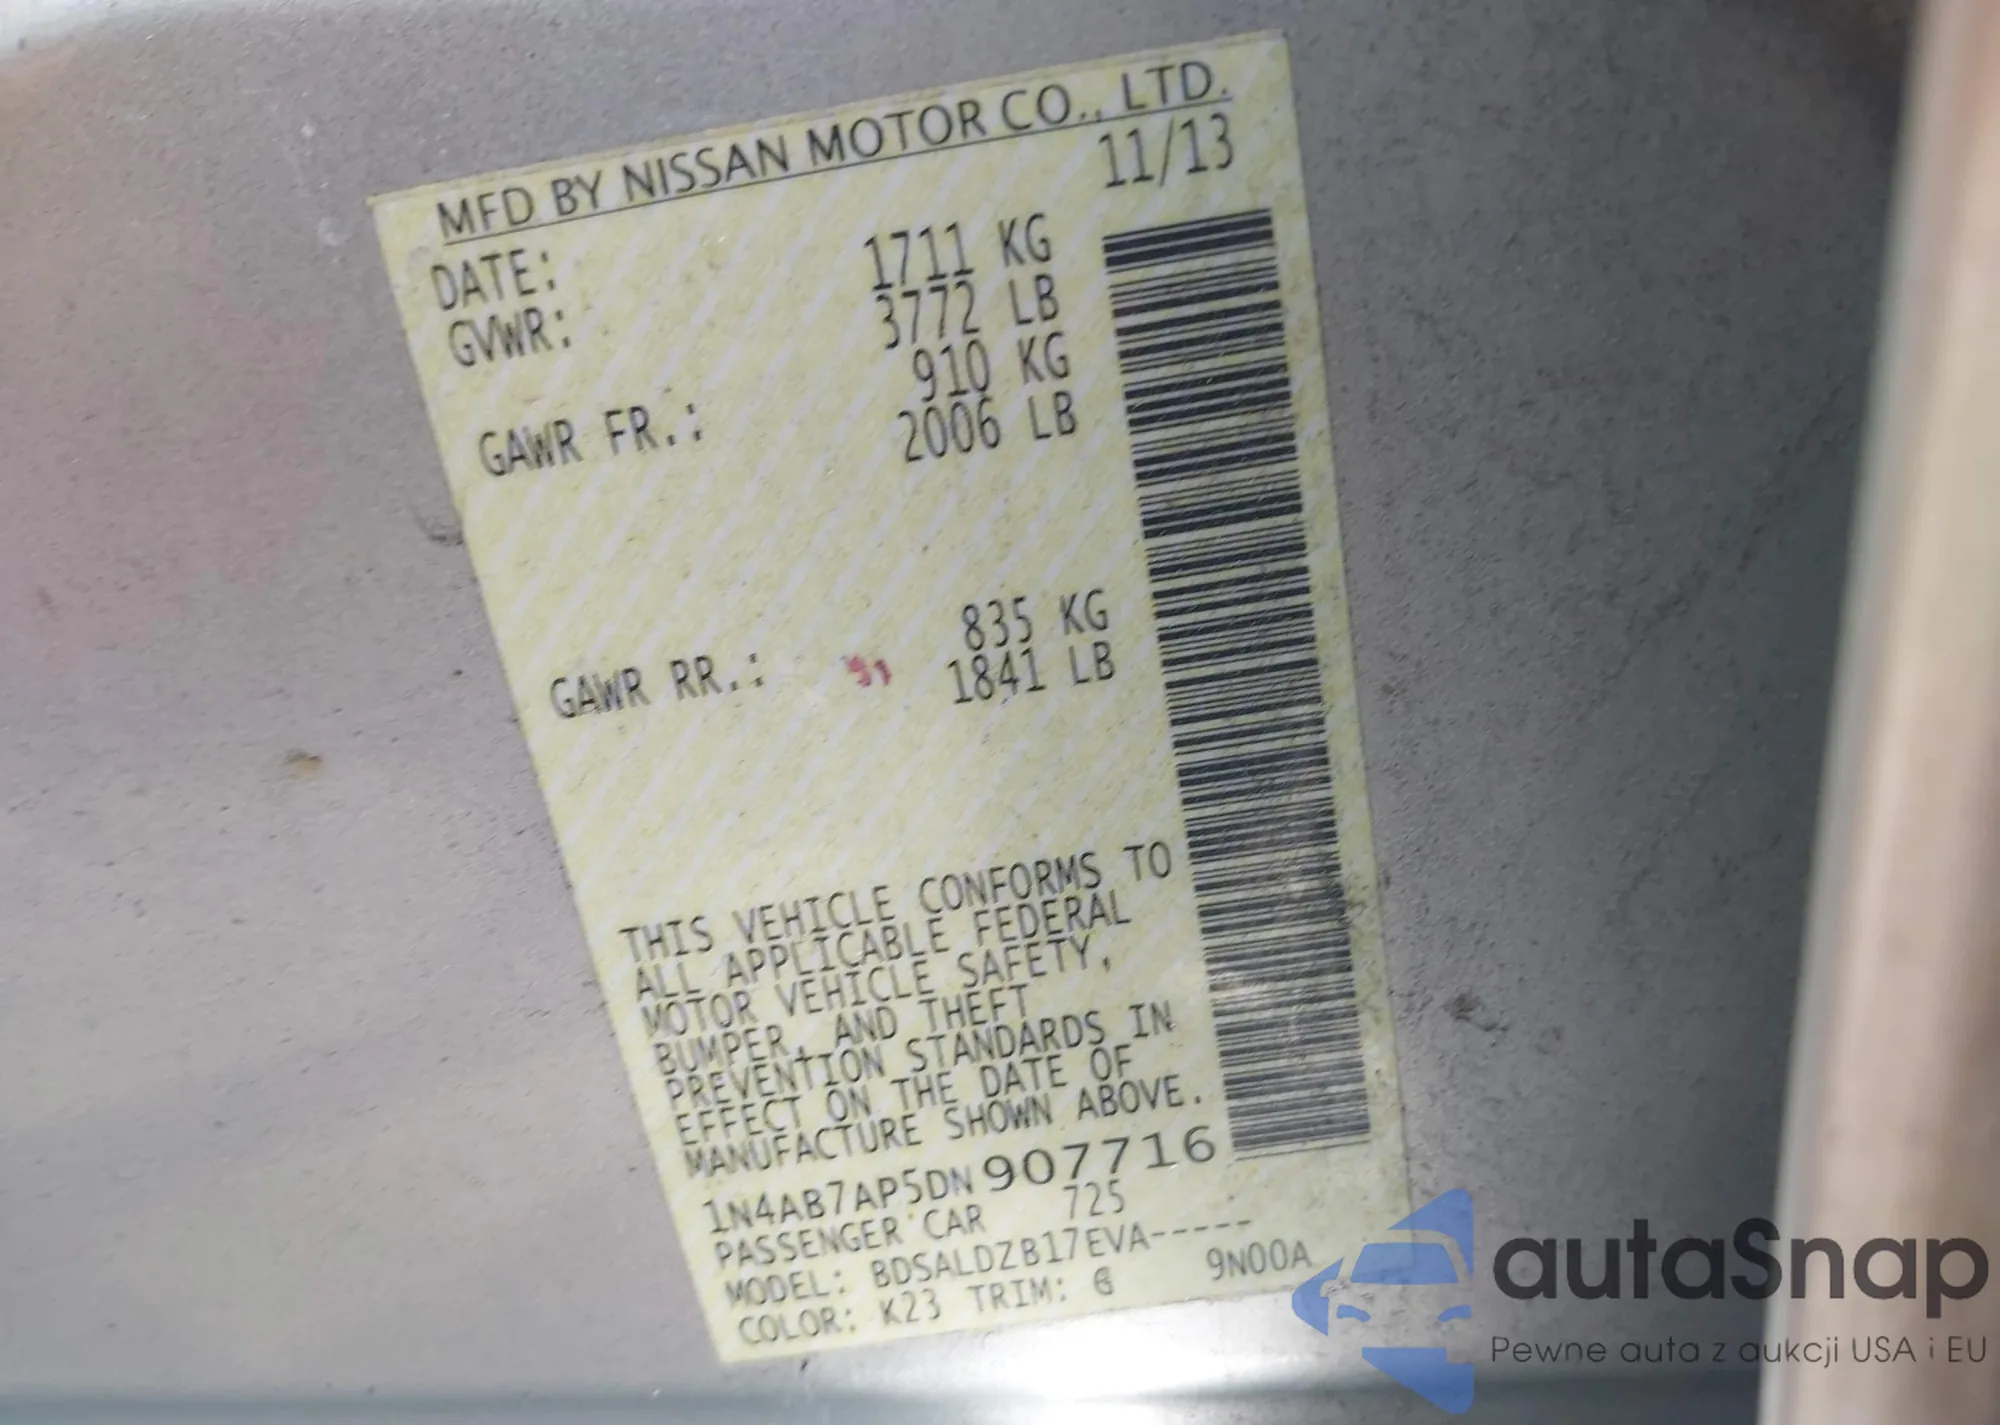 MFD BY NISSAN MOTOR CO., LTD.
DATE: 11/13
GVWR: 1711 KG
3772 LB
GAWR FR.: 910 KG
2006 LB
GAWR RR.: 835 KG
1841 LB
THIS VEHICLE CONFORMS TO
ALL APPLICABLE FEDERAL
MOTOR VEHICLE SAFETY,
BUMPER, AND THEFT
PREVENTION STANDARDS IN
EFFECT ON THE DATE OF
MANUFACTURE SHOWN ABOVE.
1N4AB7AP5DN907716
PASSENGER CAR 725
MODEL: BDSALDZB17EVA-----
COLOR: K23 TRIM: G 9N00A
autaSnap
Pewne auta z aukcji USA i EU